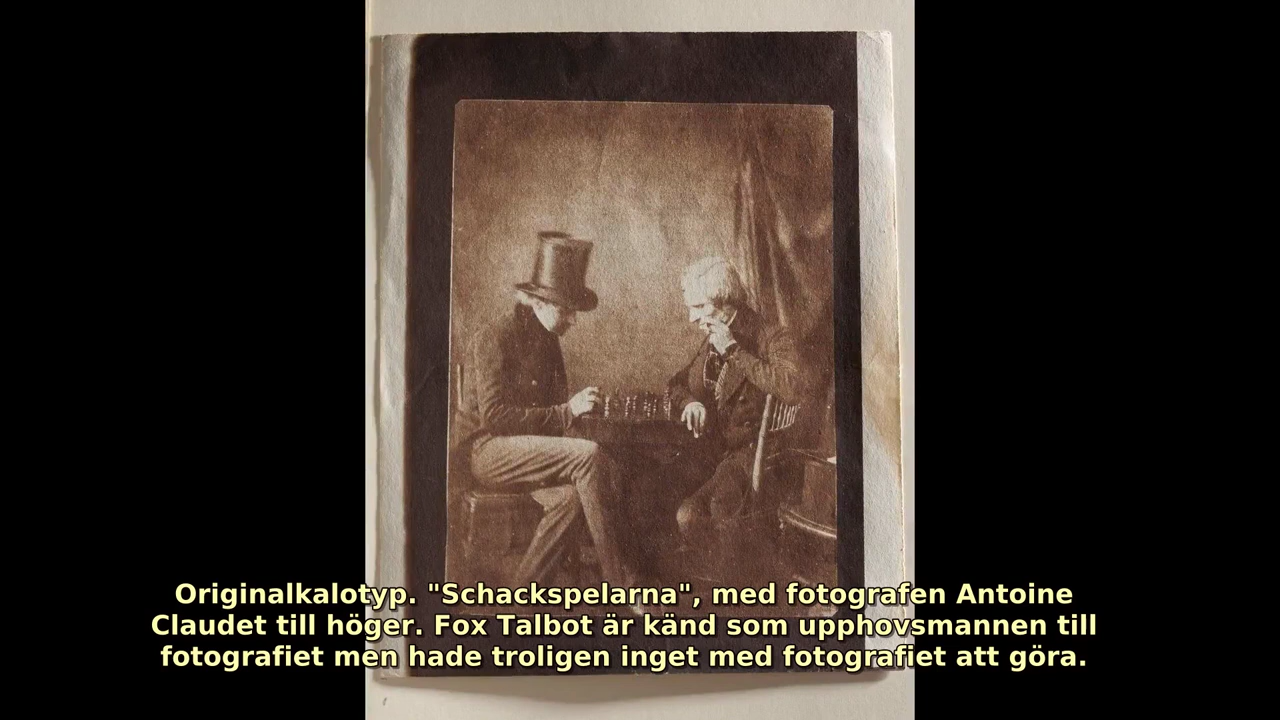 Originalkalotyp. "Schackspelarna", med fotografen Antoine
Claudet till höger. Fox Talbot är känd som upphovsmannen till
fotografiet men hade troligen inget med fotografiet att göra.